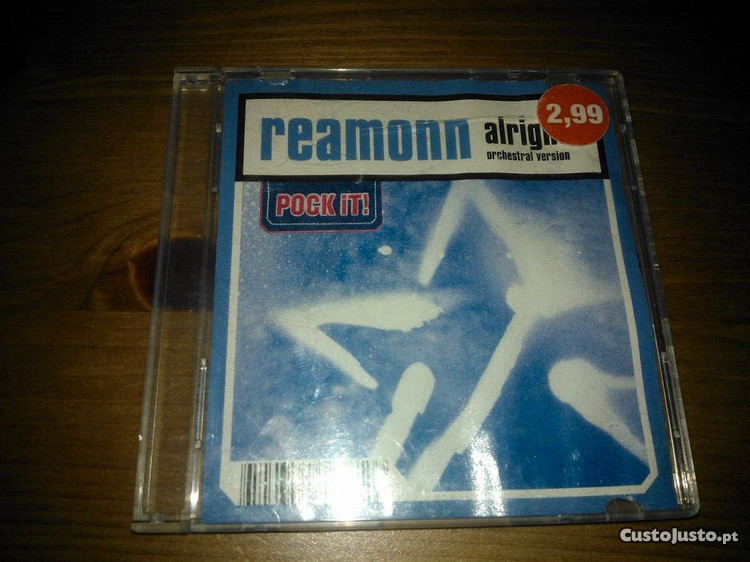 reamonn
2,99
orchestral version
POCK iT!
CustoJusto.pt